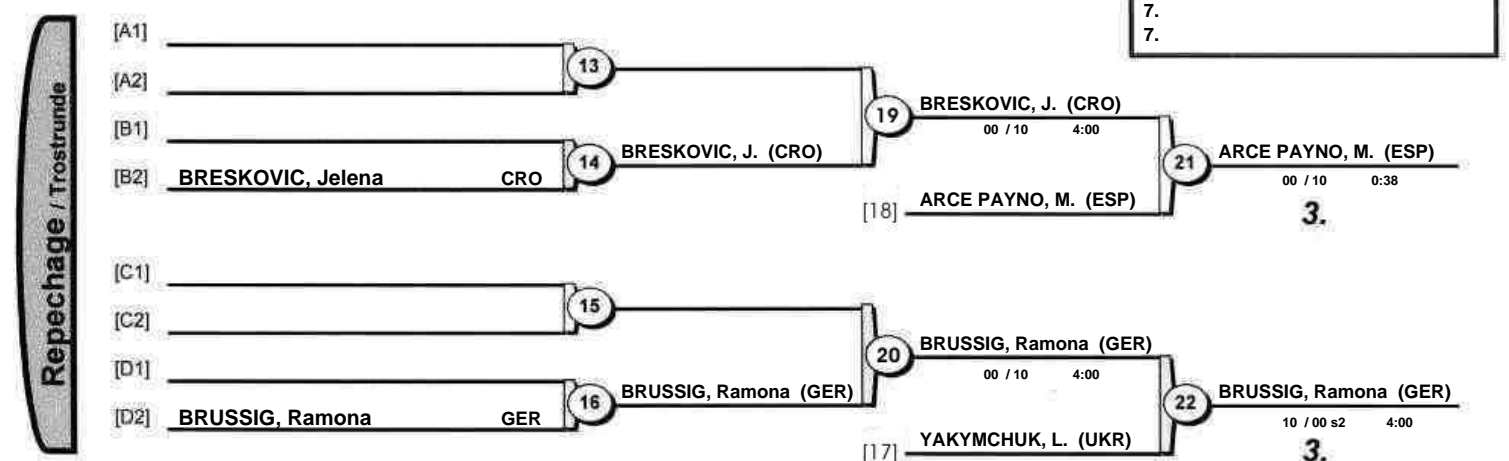 7.
7.
Repechage / Trostrunde
[A1]
13
[A2]
19
BRESKOVIC, J. (CRO)
00 / 10 4:00
[B1]
14
BRESKOVIC, J. (CRO)
21
ARCE PAYNO, M. (ESP)
[B2] BRESKOVIC, Jelena CRO
00 / 10 0:38
[18] ARCE PAYNO, M. (ESP)
3.
[C1]
15
[C2]
20
BRUSSIG, Ramona (GER)
00 / 10 4:00
[D1]
16
BRUSSIG, Ramona (GER)
22
BRUSSIG, Ramona (GER)
[D2] BRUSSIG, Ramona GER
10 / 00 s2 4:00
[17] YAKYMCHUK, L. (UKR)
3.